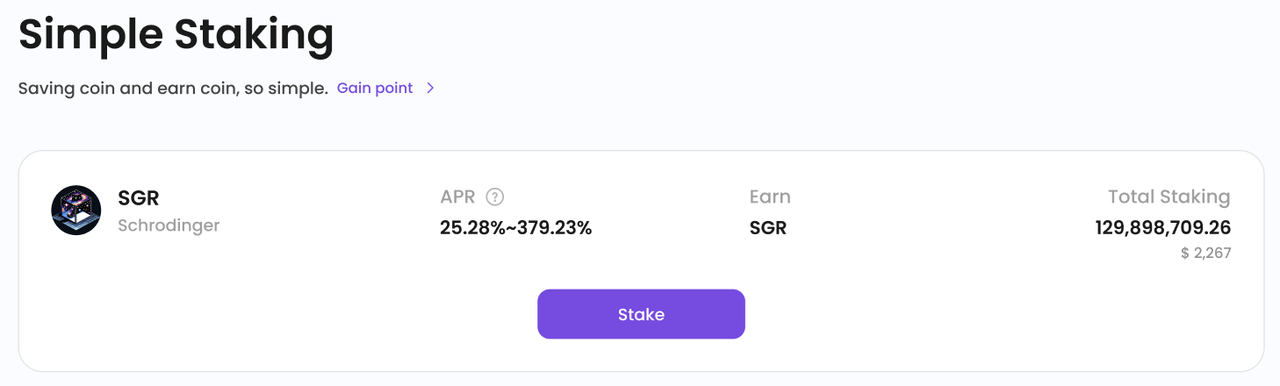 Simple Staking
Saving coin and earn coin, so simple. Gain point >
SGR
Schrodinger
APR ?
25.28%~379.23%
Earn
SGR
Total Staking
129,898,709.26
$ 2,267
Stake